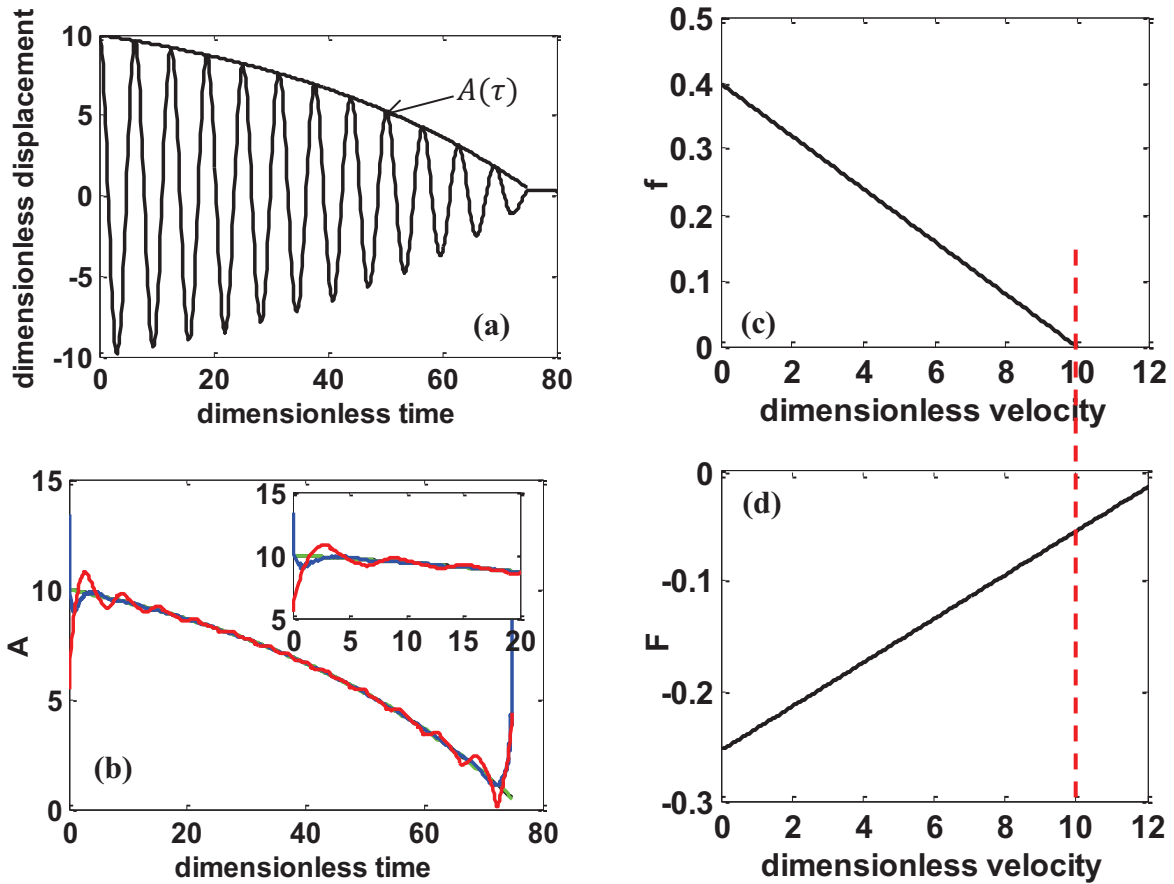 dimensionless displacement
10
5
0
-5
-10
A(τ)
(a)
0 20 40 60 80
dimensionless time
f
0.5
0.4
0.3
0.2
0.1
0
(c)
0 2 4 6 8 10 12
dimensionless velocity
A
15
10
5
0
15
10
5
0 5 10 15 20
(b)
0 20 40 60 80
dimensionless time
F
0
-0.1
-0.2
-0.3
(d)
0 2 4 6 8 10 12
dimensionless velocity